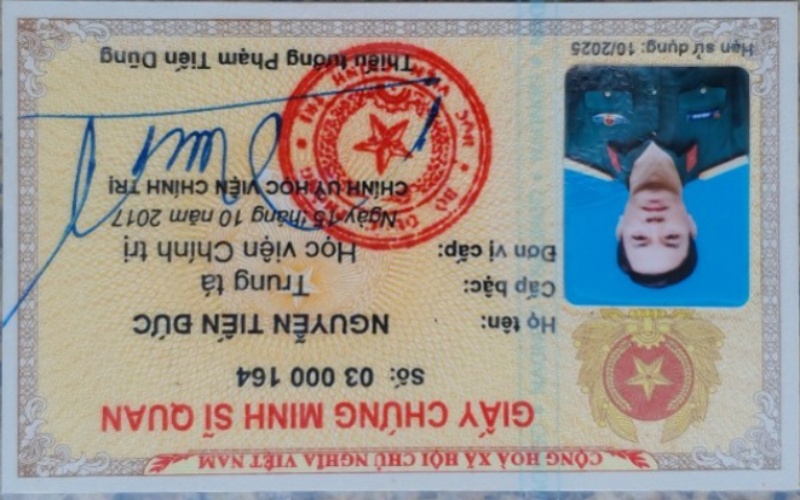 CỘNG HOÀ XÃ HỘI CHỦ NGHĨA VIỆT NAM
GIẤY CHỨNG MINH SĨ QUAN
Số: 03 000 164
Họ tên: NGUYỄN TIẾN ĐỨC
Cấp bậc: Trung tá
Đơn vị cấp: Học viện Chính trị
Ngày 15 tháng 10 năm 2017
CHÍNH UỶ HỌC VIỆN CHÍNH TRỊ
Thiếu tướng Phạm Tiến Dũng
Hạn sử dụng: 10/2025